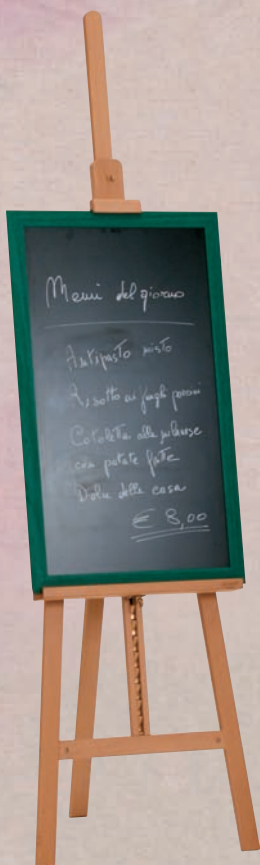 Menù del giorno
Antipasto misto
Risotto ai funghi porcini
Cotoletta alla milanese
con patate fritte
Dolce della casa
€ 8,00